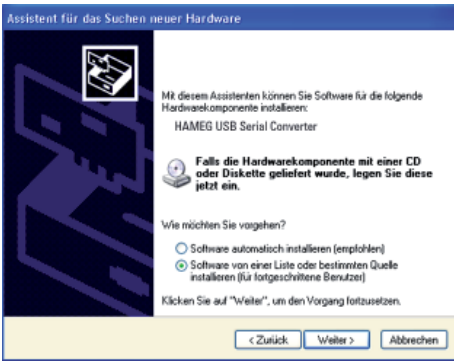 Assistent für das Suchen neuer Hardware
Mit diesem Assistenten können Sie Software für die folgende
Hardwarekomponente installieren:
HAMEG USB Serial Converter
Falls die Hardwarekomponente mit einer CD
oder Diskette geliefert wurde, legen Sie diese
jetzt ein.
Wie möchten Sie vorgehen?
Software automatisch installieren (empfohlen)
Software von einer Liste oder bestimmten Quelle
installieren (für fortgeschrittene Benutzer)
Klicken Sie auf "Weiter", um den Vorgang fortzusetzen.
< Zurück Weiter > Abbrechen